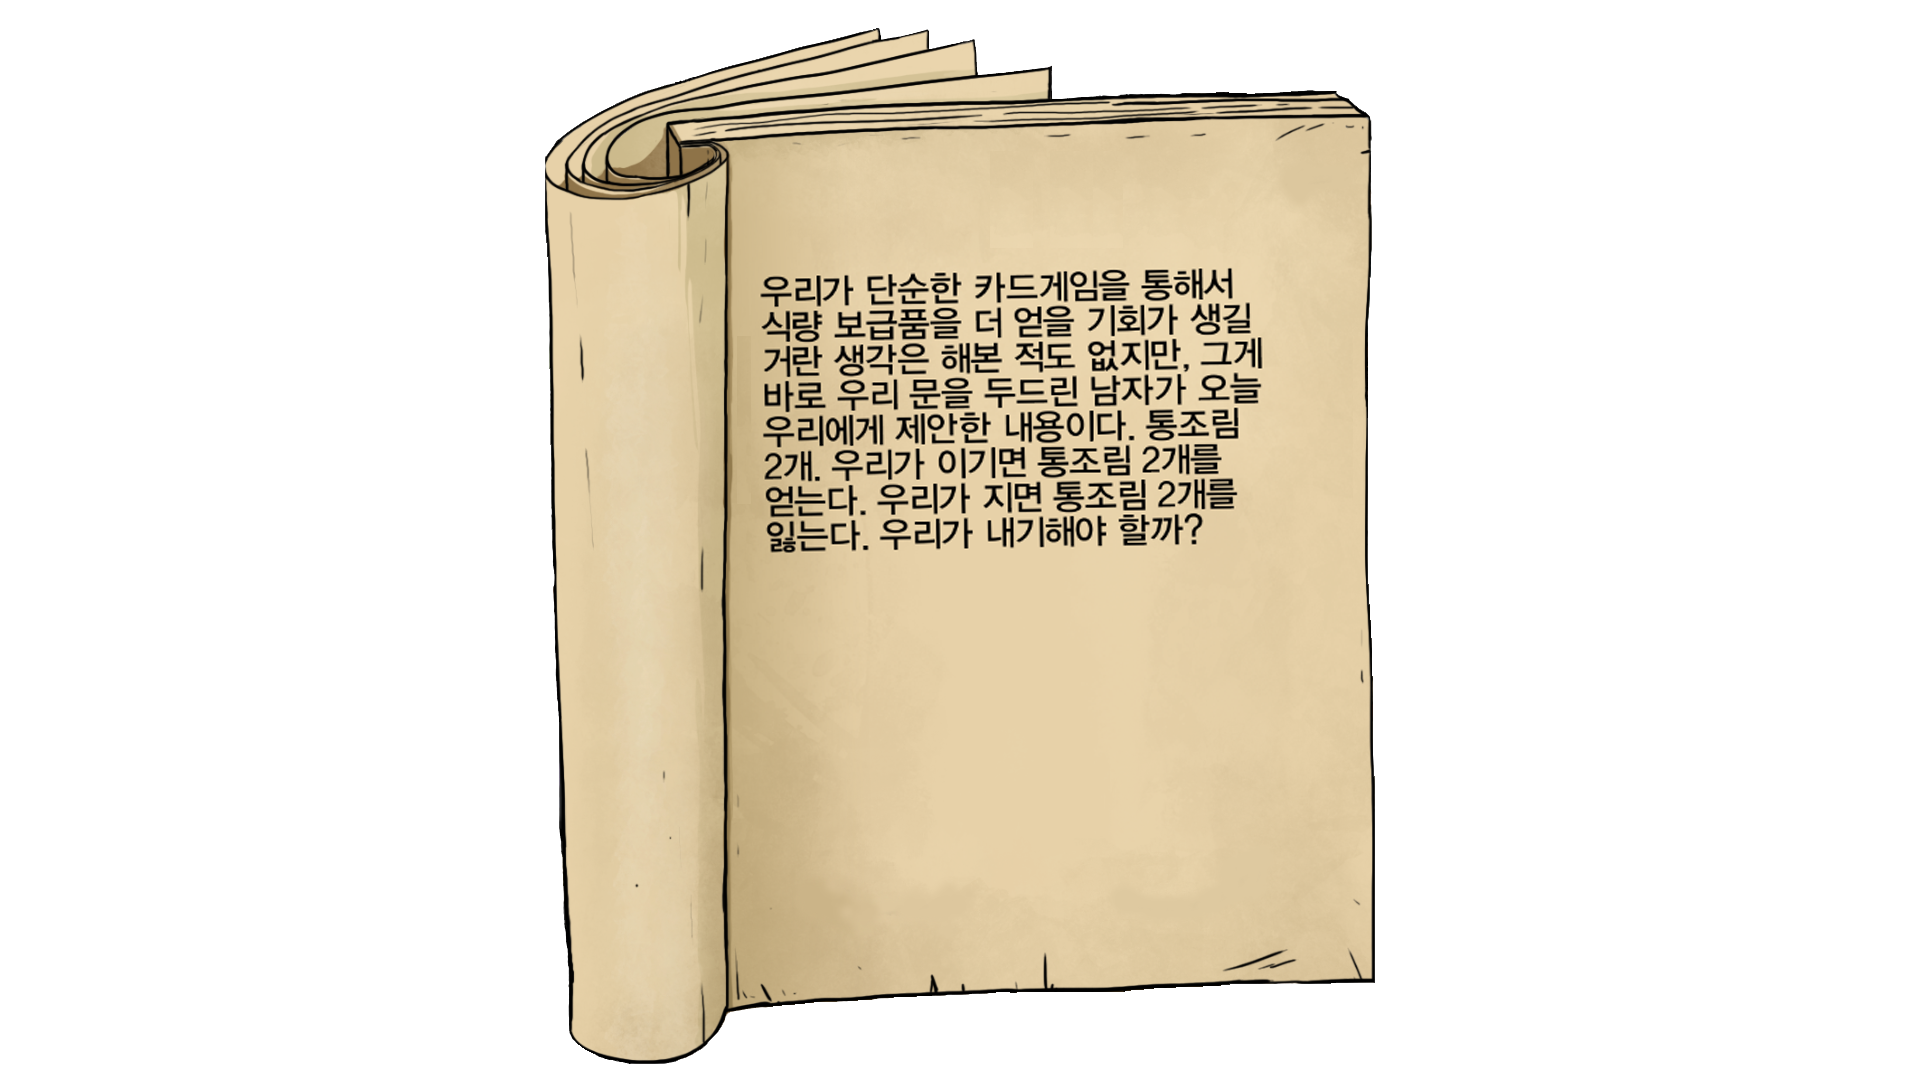 우리가 단순한 카드게임을 통해서
식량 보급품을 더 얻을 기회가 생길
거란 생각은 해본 적도 없지만, 그게
바로 우리 문을 두드린 남자가 오늘
우리에게 제안한 내용이다. 통조림
2개. 우리가 이기면 통조림 2개를
얻는다. 우리가 지면 통조림 2개를
잃는다. 우리가 내기해야 할까?